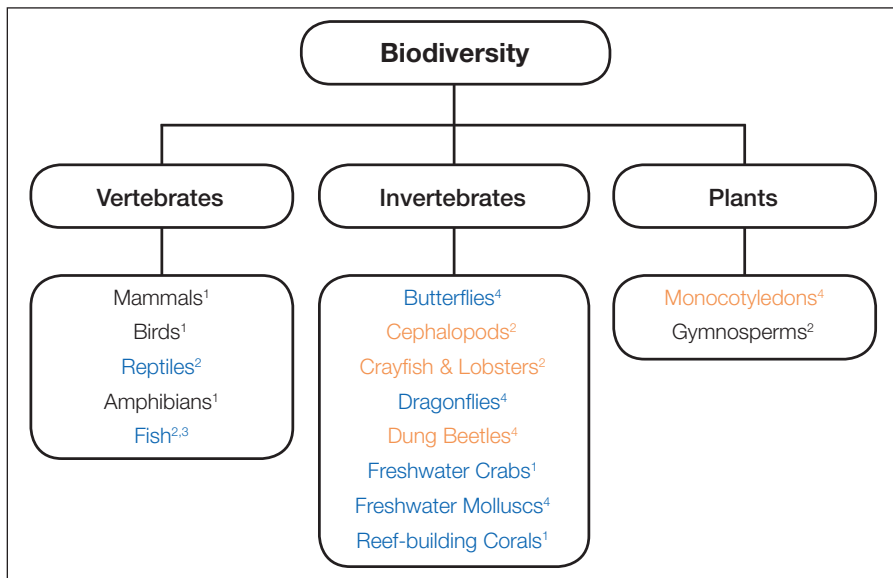 Biodiversity
Vertebrates
Invertebrates
Plants
Mammals¹
Birds¹
Reptiles²
Amphibians¹
Fish²,³
Butterflies⁴
Cephalopods²
Crayfish & Lobsters²
Dragonflies⁴
Dung Beetles⁴
Freshwater Crabs¹
Freshwater Molluscs⁴
Reef-building Corals¹
Monocotyledons⁴
Gymnosperms²